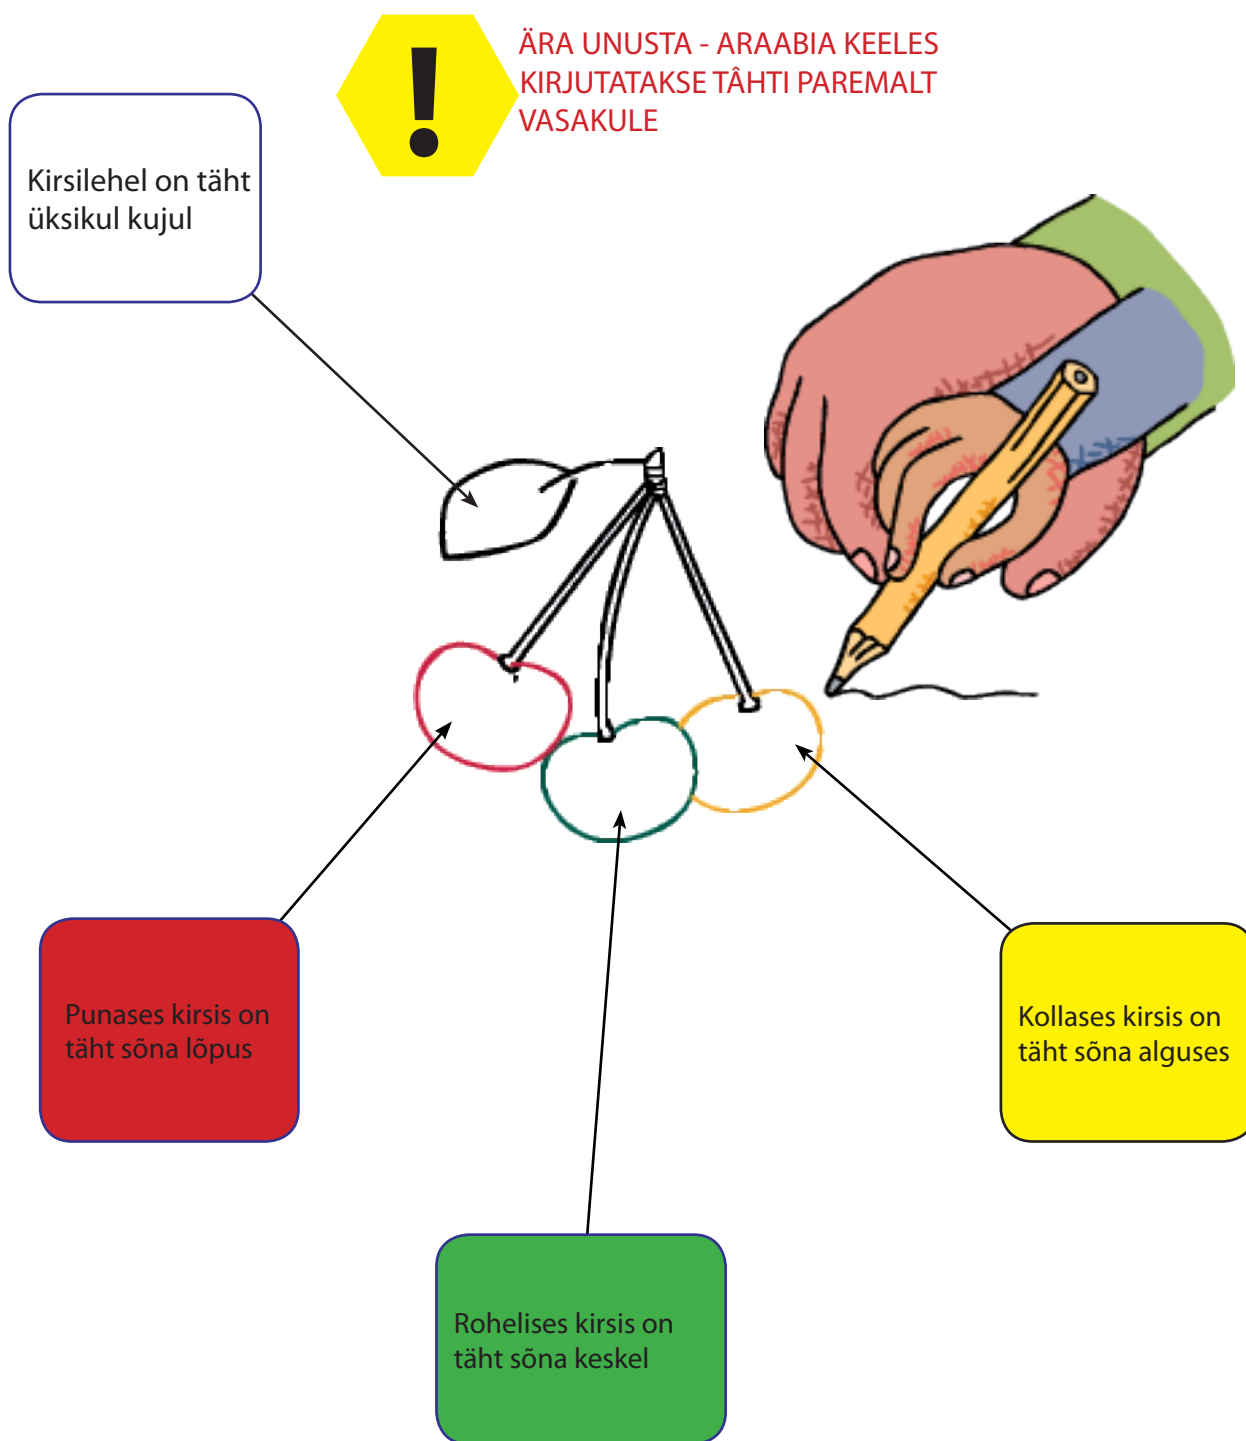 !
ÄRA UNUSTA - ARAABIA KEELES
KIRJUTATAKSE TÂHTI PAREMALT
VASAKULE
Kirsilehel on täht
üksikul kujul
Punases kirsis on
täht sõna lõpus
Kollases kirsis on
täht sõna alguses
Rohelises kirsis on
täht sõna keskel